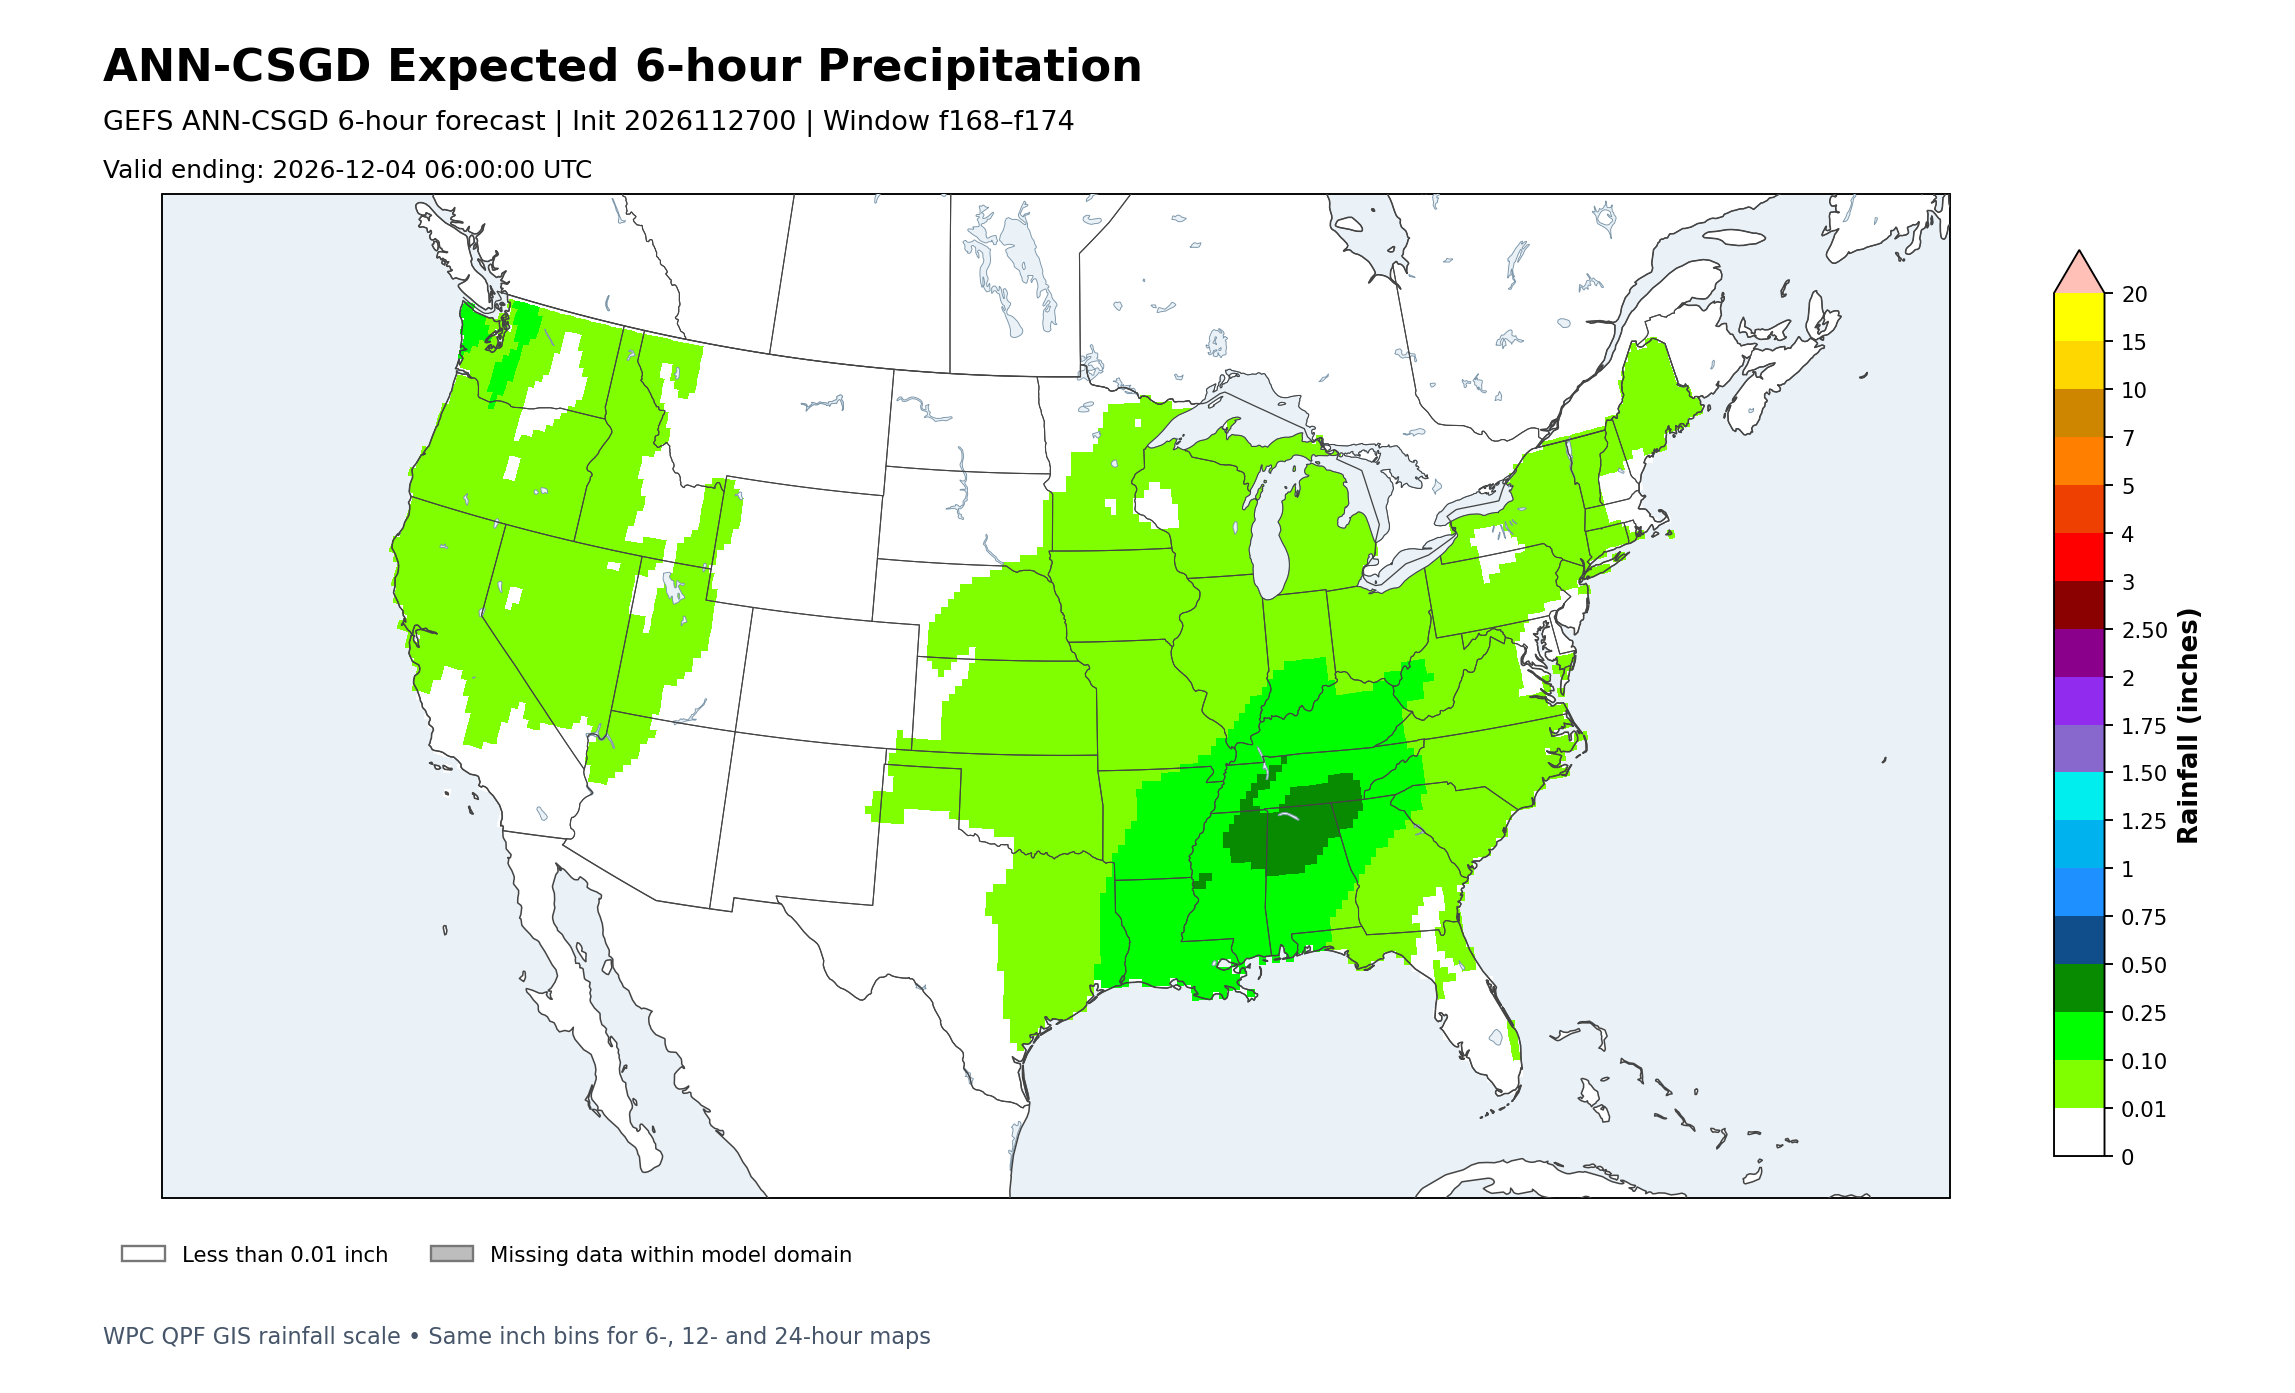 ANN-CSGD Expected 6-hour Precipitation
GEFS ANN-CSGD 6-hour forecast | Init 2026112700 | Window f168–f174
Valid ending: 2026-12-04 06:00:00 UTC
20
15
10
7
5
4
3
2.50
2
1.75
1.50
1.25
1
0.75
0.50
0.25
0.10
0.01
0
Rainfall (inches)
Less than 0.01 inch
Missing data within model domain
WPC QPF GIS rainfall scale • Same inch bins for 6-, 12- and 24-hour maps